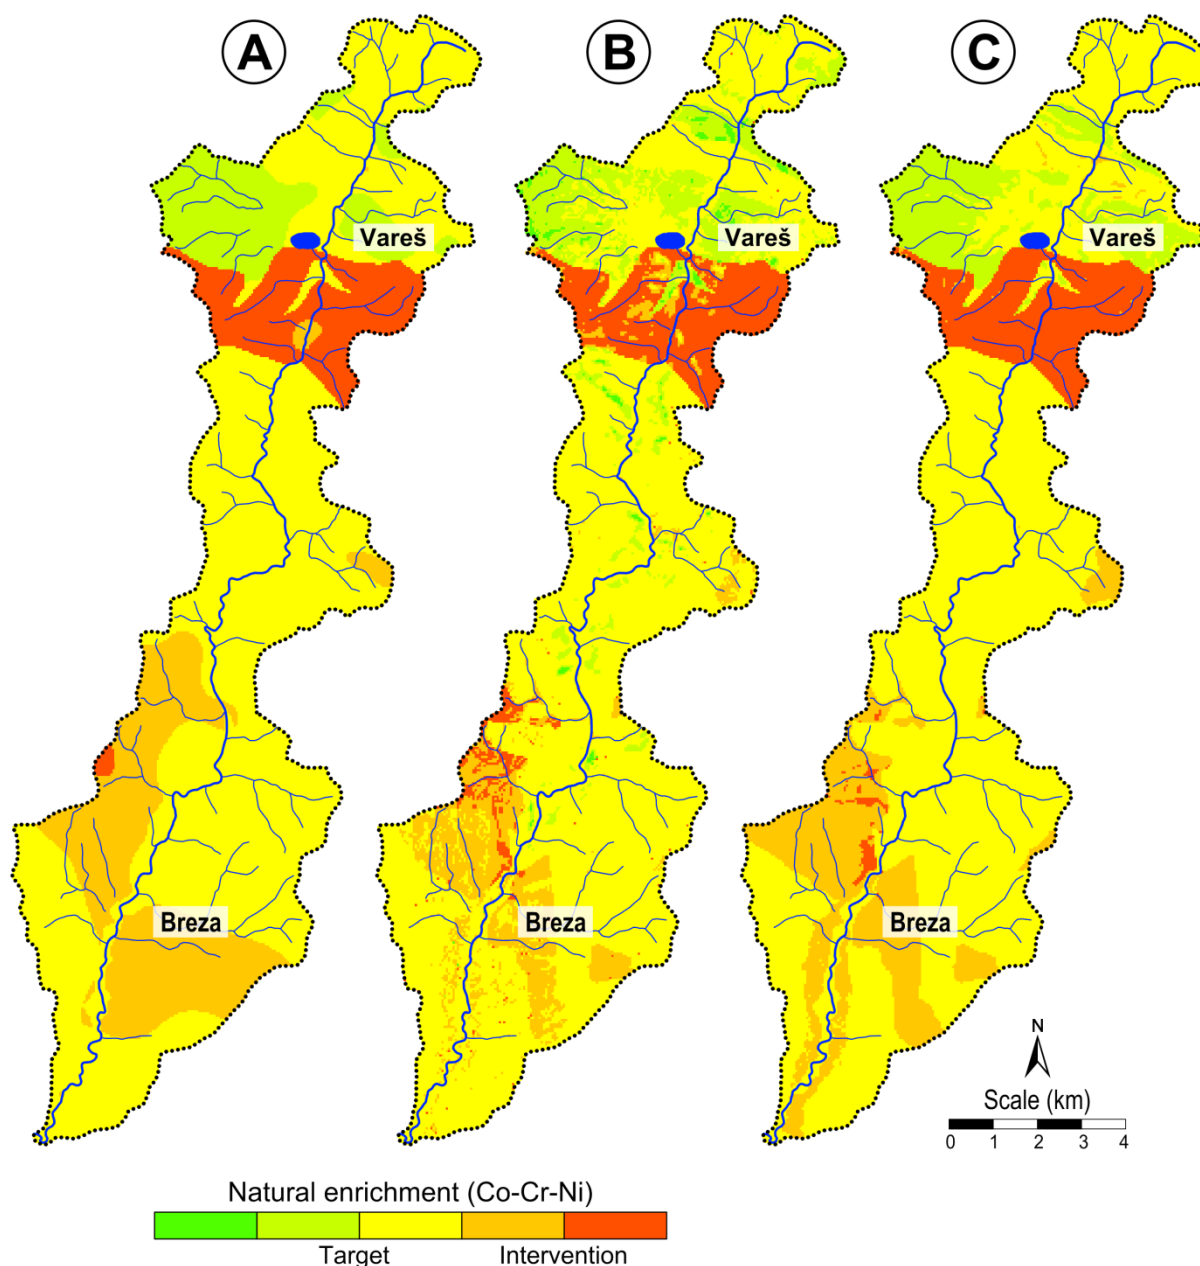 A
B
C
Vareš
Vareš
Vareš
Breza
Breza
Breza
N
Scale (km)
0 1 2 3 4
Natural enrichment (Co-Cr-Ni)
Target Intervention